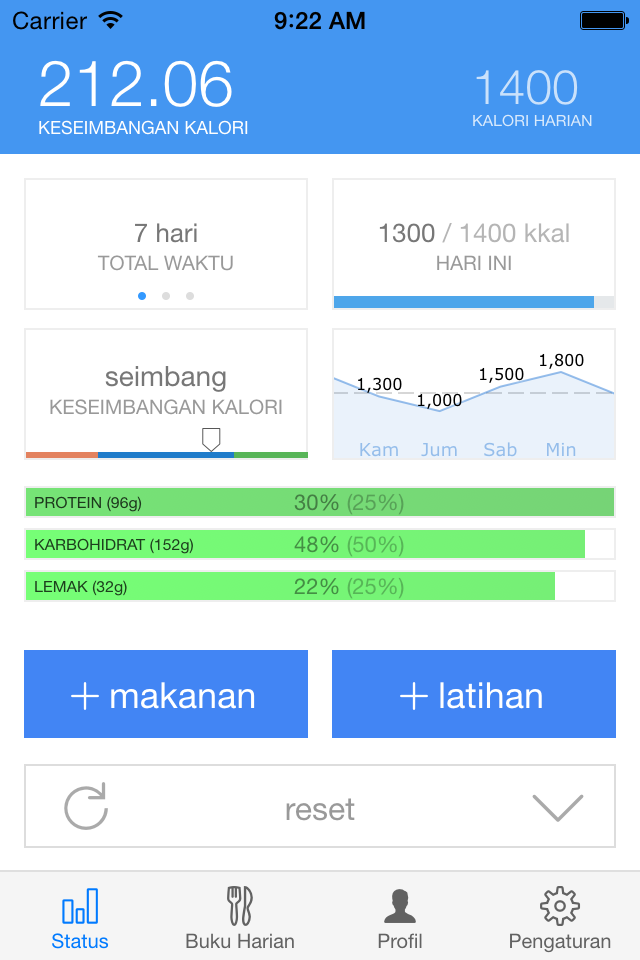 Carrier 9:22 AM
212.06
KESEIMBANGAN KALORI
1400
KALORI HARIAN
7 hari
TOTAL WAKTU
1300 / 1400 kkal
HARI INI
seimbang
KESEIMBANGAN KALORI
1,300
1,000
1,500
1,800
Kam Jum Sab Min
PROTEIN (96g) 30% (25%)
KARBOHIDRAT (152g) 48% (50%)
LEMAK (32g) 22% (25%)
+ makanan
+ latihan
reset
Status Buku Harian Profil Pengaturan